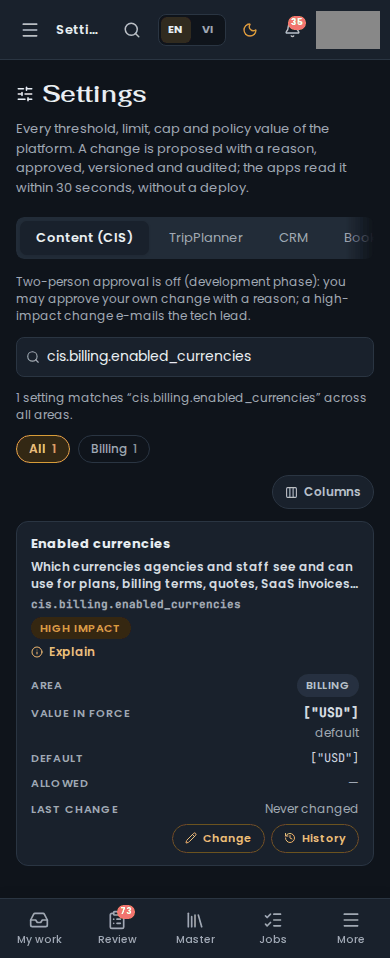 Setti...
EN
VI
36
Settings
Every threshold, limit, cap and policy value of the
platform. A change is proposed with a reason,
approved, versioned and audited; the apps read it
within 30 seconds, without a deploy.
Content (CIS)
TripPlanner
CRM
Two-person approval is off (development phase): you
may approve your own change with a reason; a high-
impact change e-mails the tech lead.
cis.billing.enabled_currencies
1 setting matches “cis.billing.enabled_currencies” across
all areas.
All 1
Billing 1
Columns
Enabled currencies
Which currencies agencies and staff see and can
use for plans, billing terms, quotes, SaaS invoices...
cis.billing.enabled_currencies
HIGH IMPACT
Explain
AREA
BILLING
VALUE IN FORCE
["USD"]
default
DEFAULT
["USD"]
ALLOWED
—
LAST CHANGE
Never changed
Change
History
73
My work
Review
Master
Jobs
More